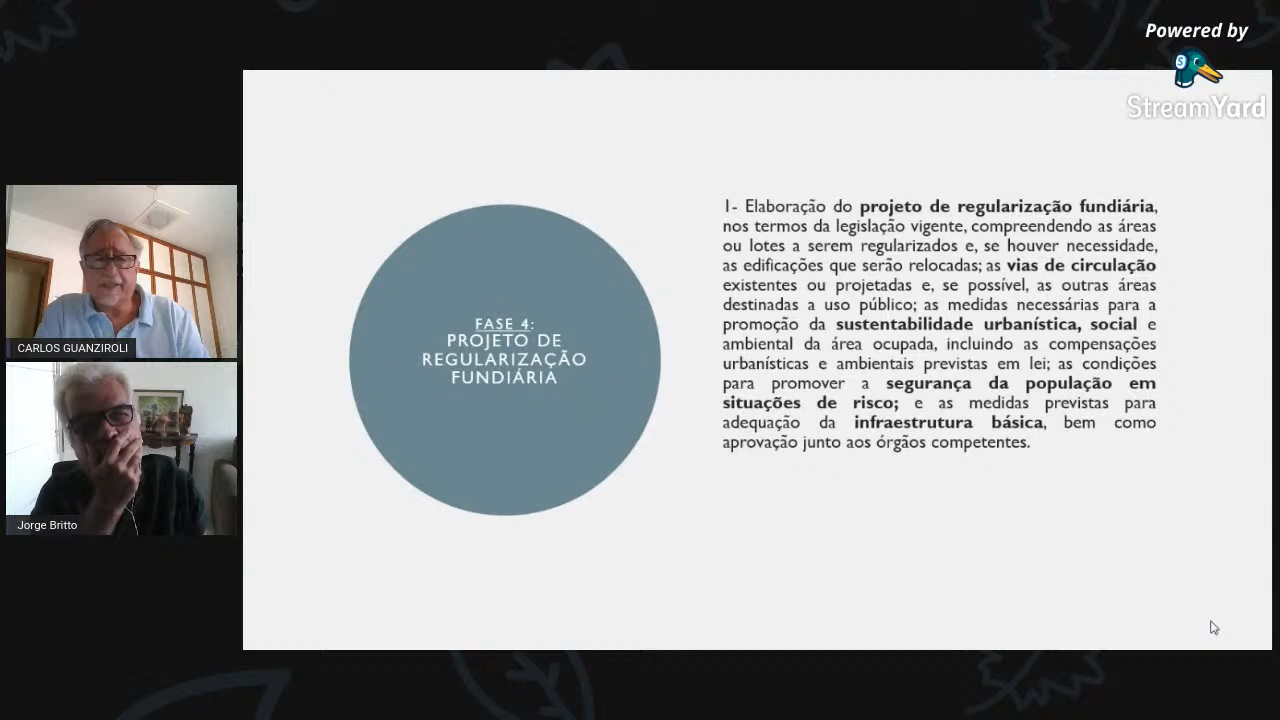 Powered by
StreamYard
CARLOS GUANZIROLI
Jorge Britto
FASE 4:
PROJETO DE
REGULARIZAÇÃO
FUNDIÁRIA
1- Elaboração do projeto de regularização fundiária,
nos termos da legislação vigente, compreendendo as áreas
ou lotes a serem regularizados e, se houver necessidade,
as edificações que serão relocadas; as vias de circulação
existentes ou projetadas e, se possível, as outras áreas
destinadas a uso público; as medidas necessárias para a
promoção da sustentabilidade urbanística, social e
ambiental da área ocupada, incluindo as compensações
urbanísticas e ambientais previstas em lei; as condições
para promover a segurança da população em
situações de risco; e as medidas previstas para
adequação da infraestrutura básica, bem como
aprovação junto aos órgãos competentes.